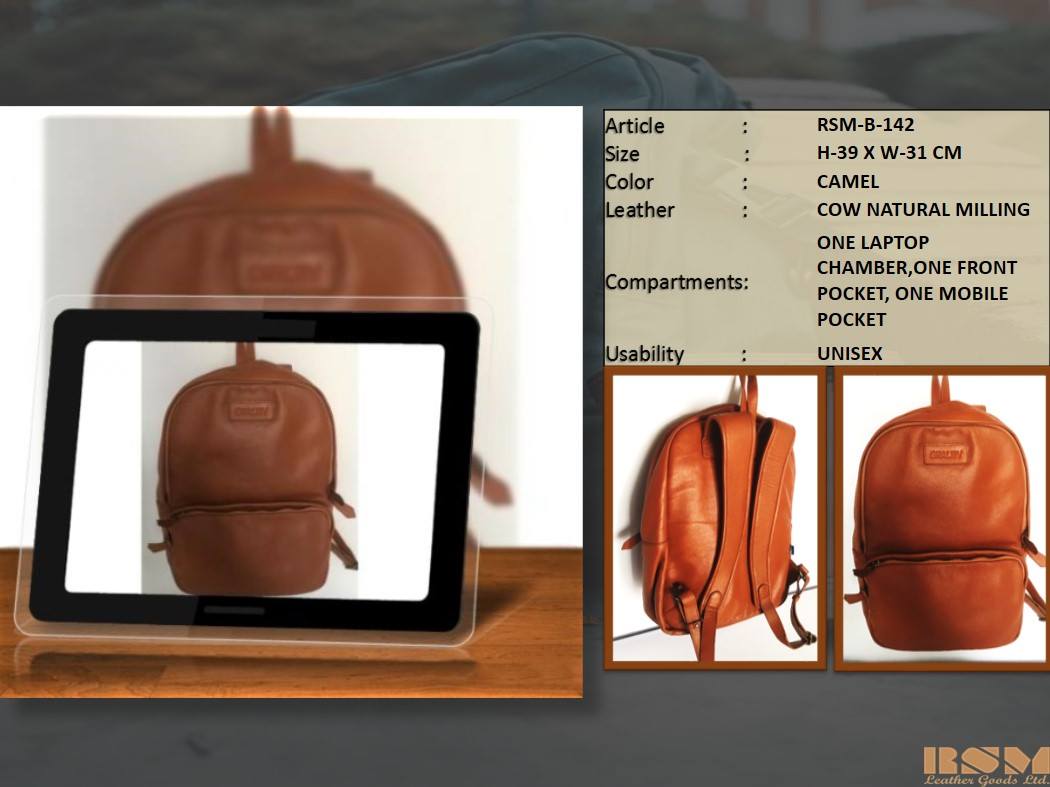 Article : RSM-B-142
Size : H-39 X W-31 CM
Color : CAMEL
Leather : COW NATURAL MILLING
Compartments: ONE LAPTOP
CHAMBER,ONE FRONT
POCKET, ONE MOBILE
POCKET
Usability : UNISEX
RSM
Leather Goods Ltd.